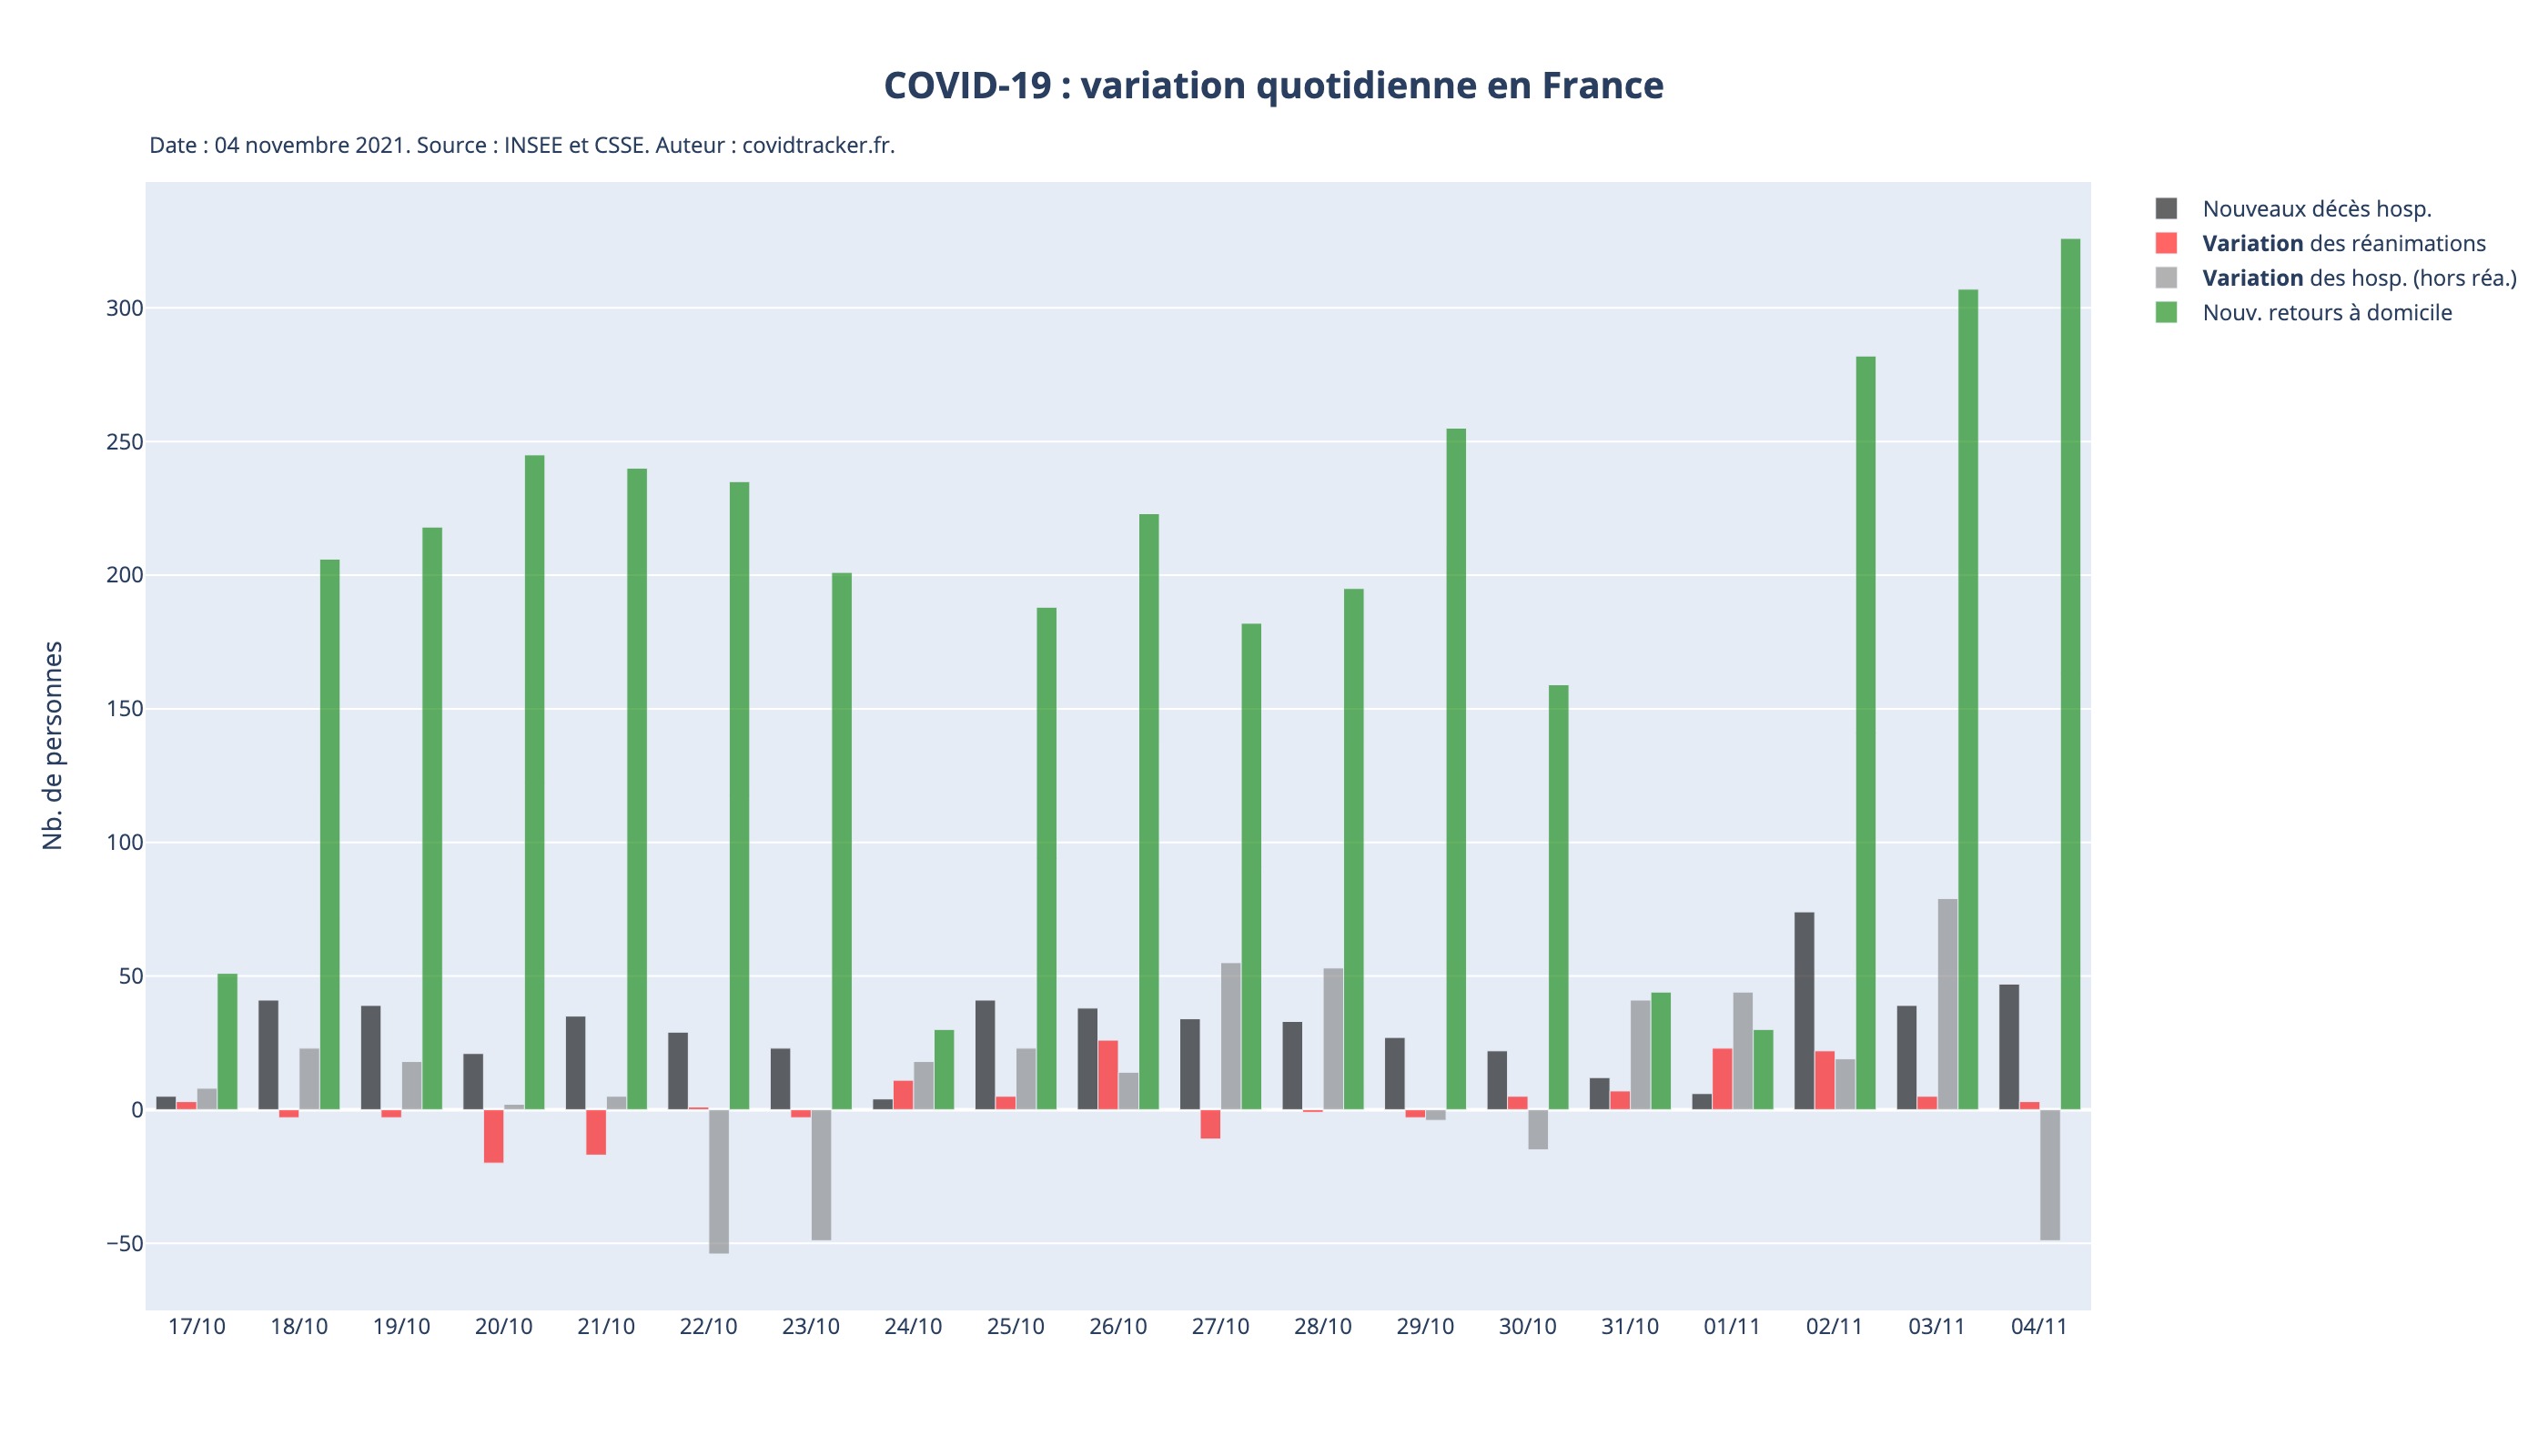 COVID-19 : variation quotidienne en France
Date : 04 novembre 2021. Source : INSEE et CSSE. Auteur : covidtracker.fr.
Nouveaux décès hosp.
Variation des réanimations
Variation des hosp. (hors réa.)
Nouv. retours à domicile
Nb. de personnes
300
250
200
150
100
50
0
−50
17/10 18/10 19/10 20/10 21/10 22/10 23/10 24/10 25/10 26/10 27/10 28/10 29/10 30/10 31/10 01/11 02/11 03/11 04/11